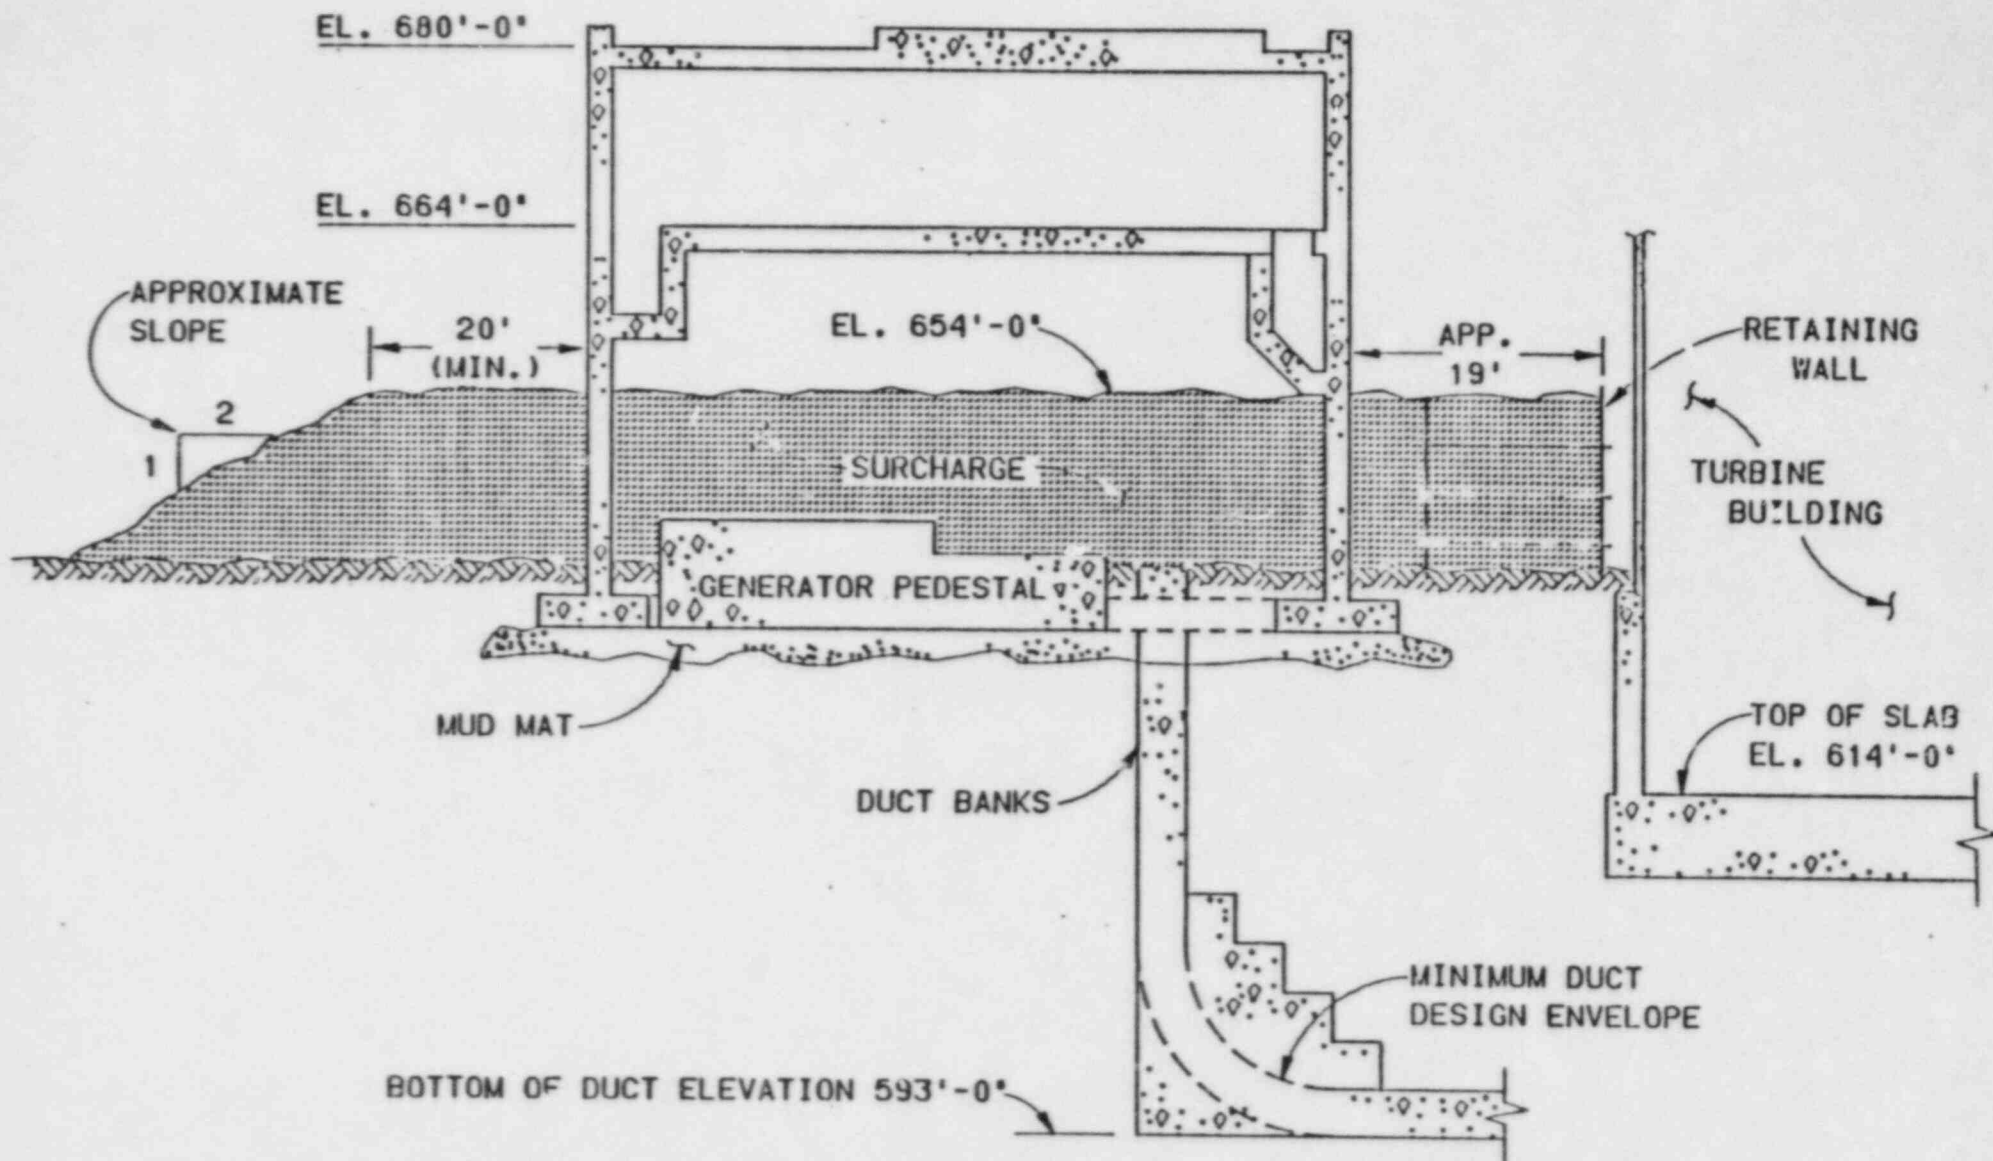 EL. 680'-0"
EL. 664'-0"
APPROXIMATE
SLOPE
20'
(MIN.)
EL. 654'-0"
APP.
19'
RETAINING
WALL
2
1
SURCHARGE
TURBINE
BUILDING
GENERATOR PEDESTAL
MUD MAT
DUCT BANKS
TOP OF SLAB
EL. 614'-0"
MINIMUM DUCT
DESIGN ENVELOPE
BOTTOM OF DUCT ELEVATION 593'-0"